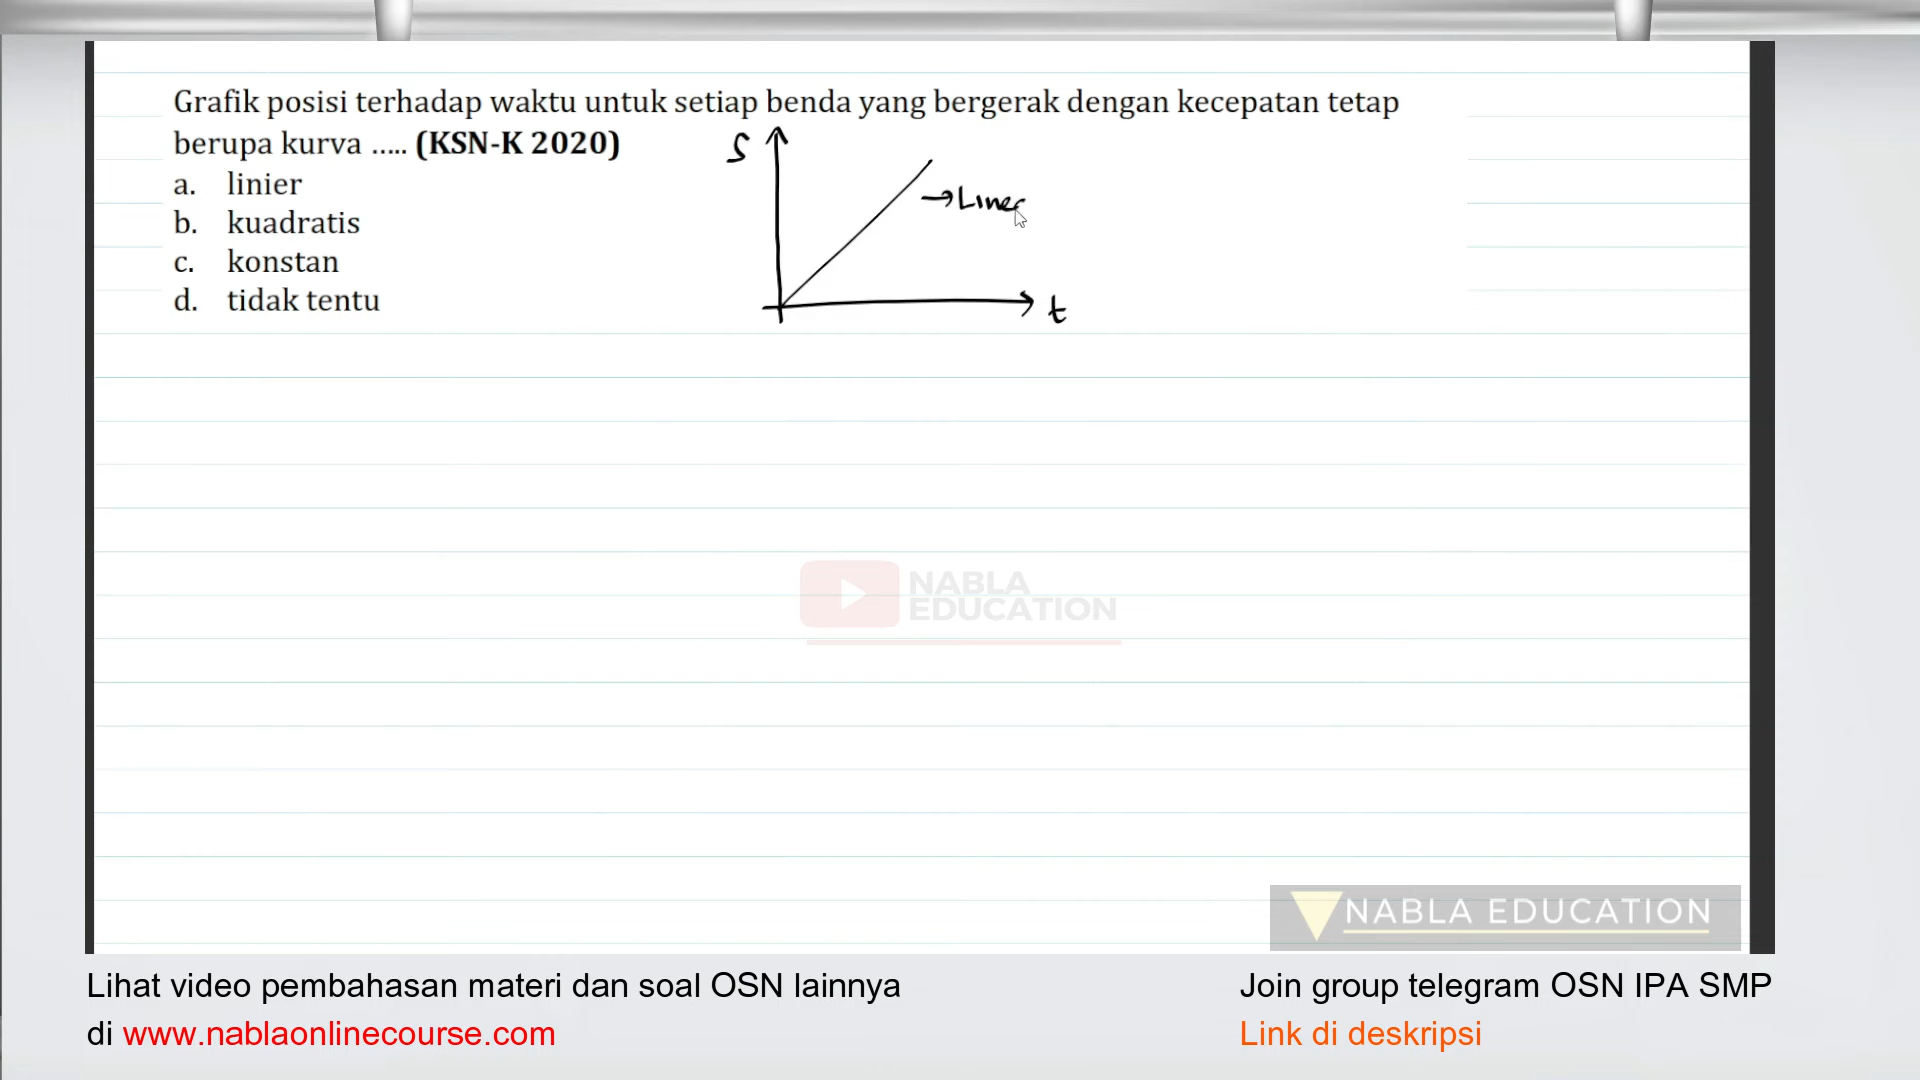 Grafik posisi terhadap waktu untuk setiap benda yang bergerak dengan kecepatan tetap
berupa kurva ..... (KSN-K 2020)
a. linier
b. kuadratis
c. konstan
d. tidak tentu
S
→Linea
t
NABLA
EDUCATION
NABLA EDUCATION
Lihat video pembahasan materi dan soal OSN lainnya
di www.nablaonlinecourse.com
Join group telegram OSN IPA SMP
Link di deskripsi